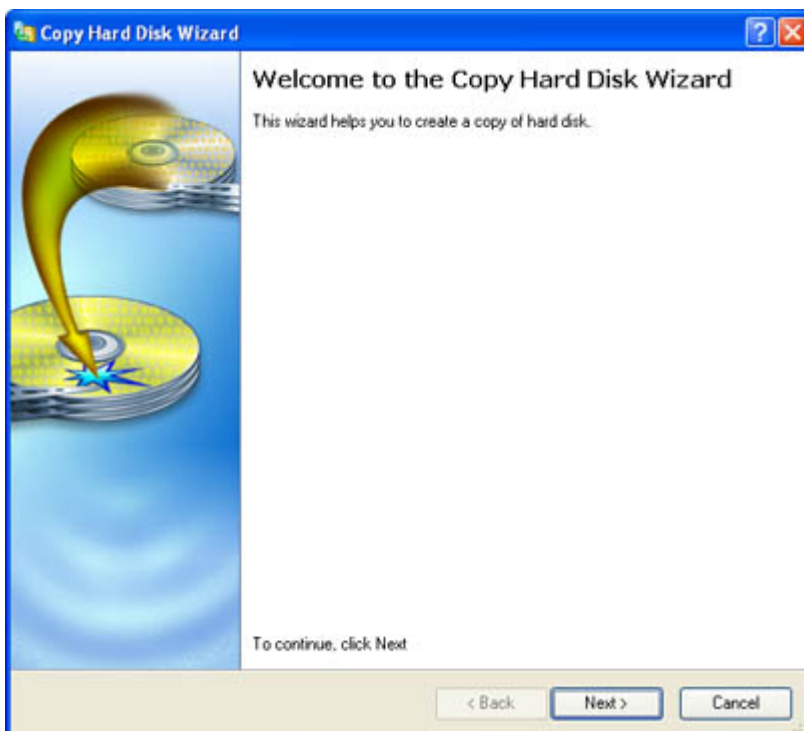 Copy Hard Disk Wizard
Welcome to the Copy Hard Disk Wizard
This wizard helps you to create a copy of hard disk.
To continue, click Next
< Back Next > Cancel